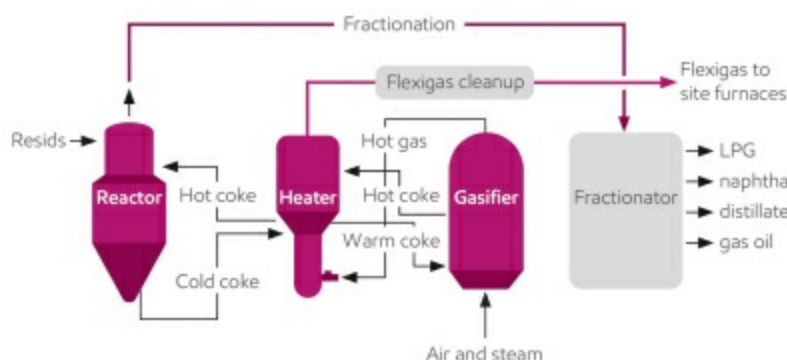 Fractionation
Flexigas cleanup
Flexigas to
site furnaces
Resids
Hot gas
Reactor
Hot coke
Heater
Hot coke
Gasifier
Fractionator
LPG
naphtha
distillate
gas oil
Warm coke
Cold coke
Air and steam